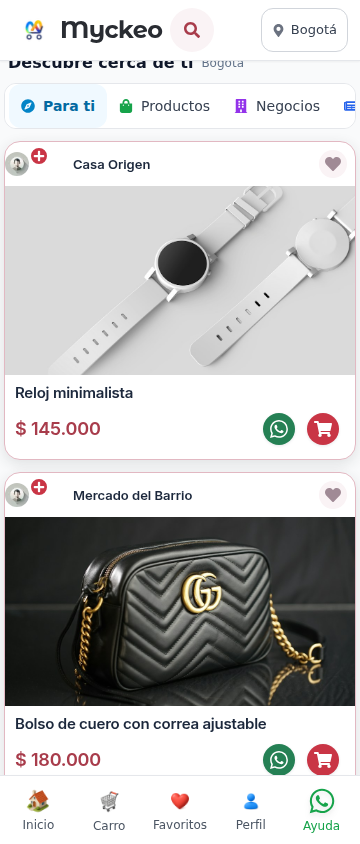 Myckeo
Bogotá
Descubre cerca de ti Bogotá
Para ti
Productos
Negocios
Casa Origen
Reloj minimalista
$ 145.000
Mercado del Barrio
Bolso de cuero con correa ajustable
$ 180.000
Inicio
Carro
Favoritos
Perfil
Ayuda